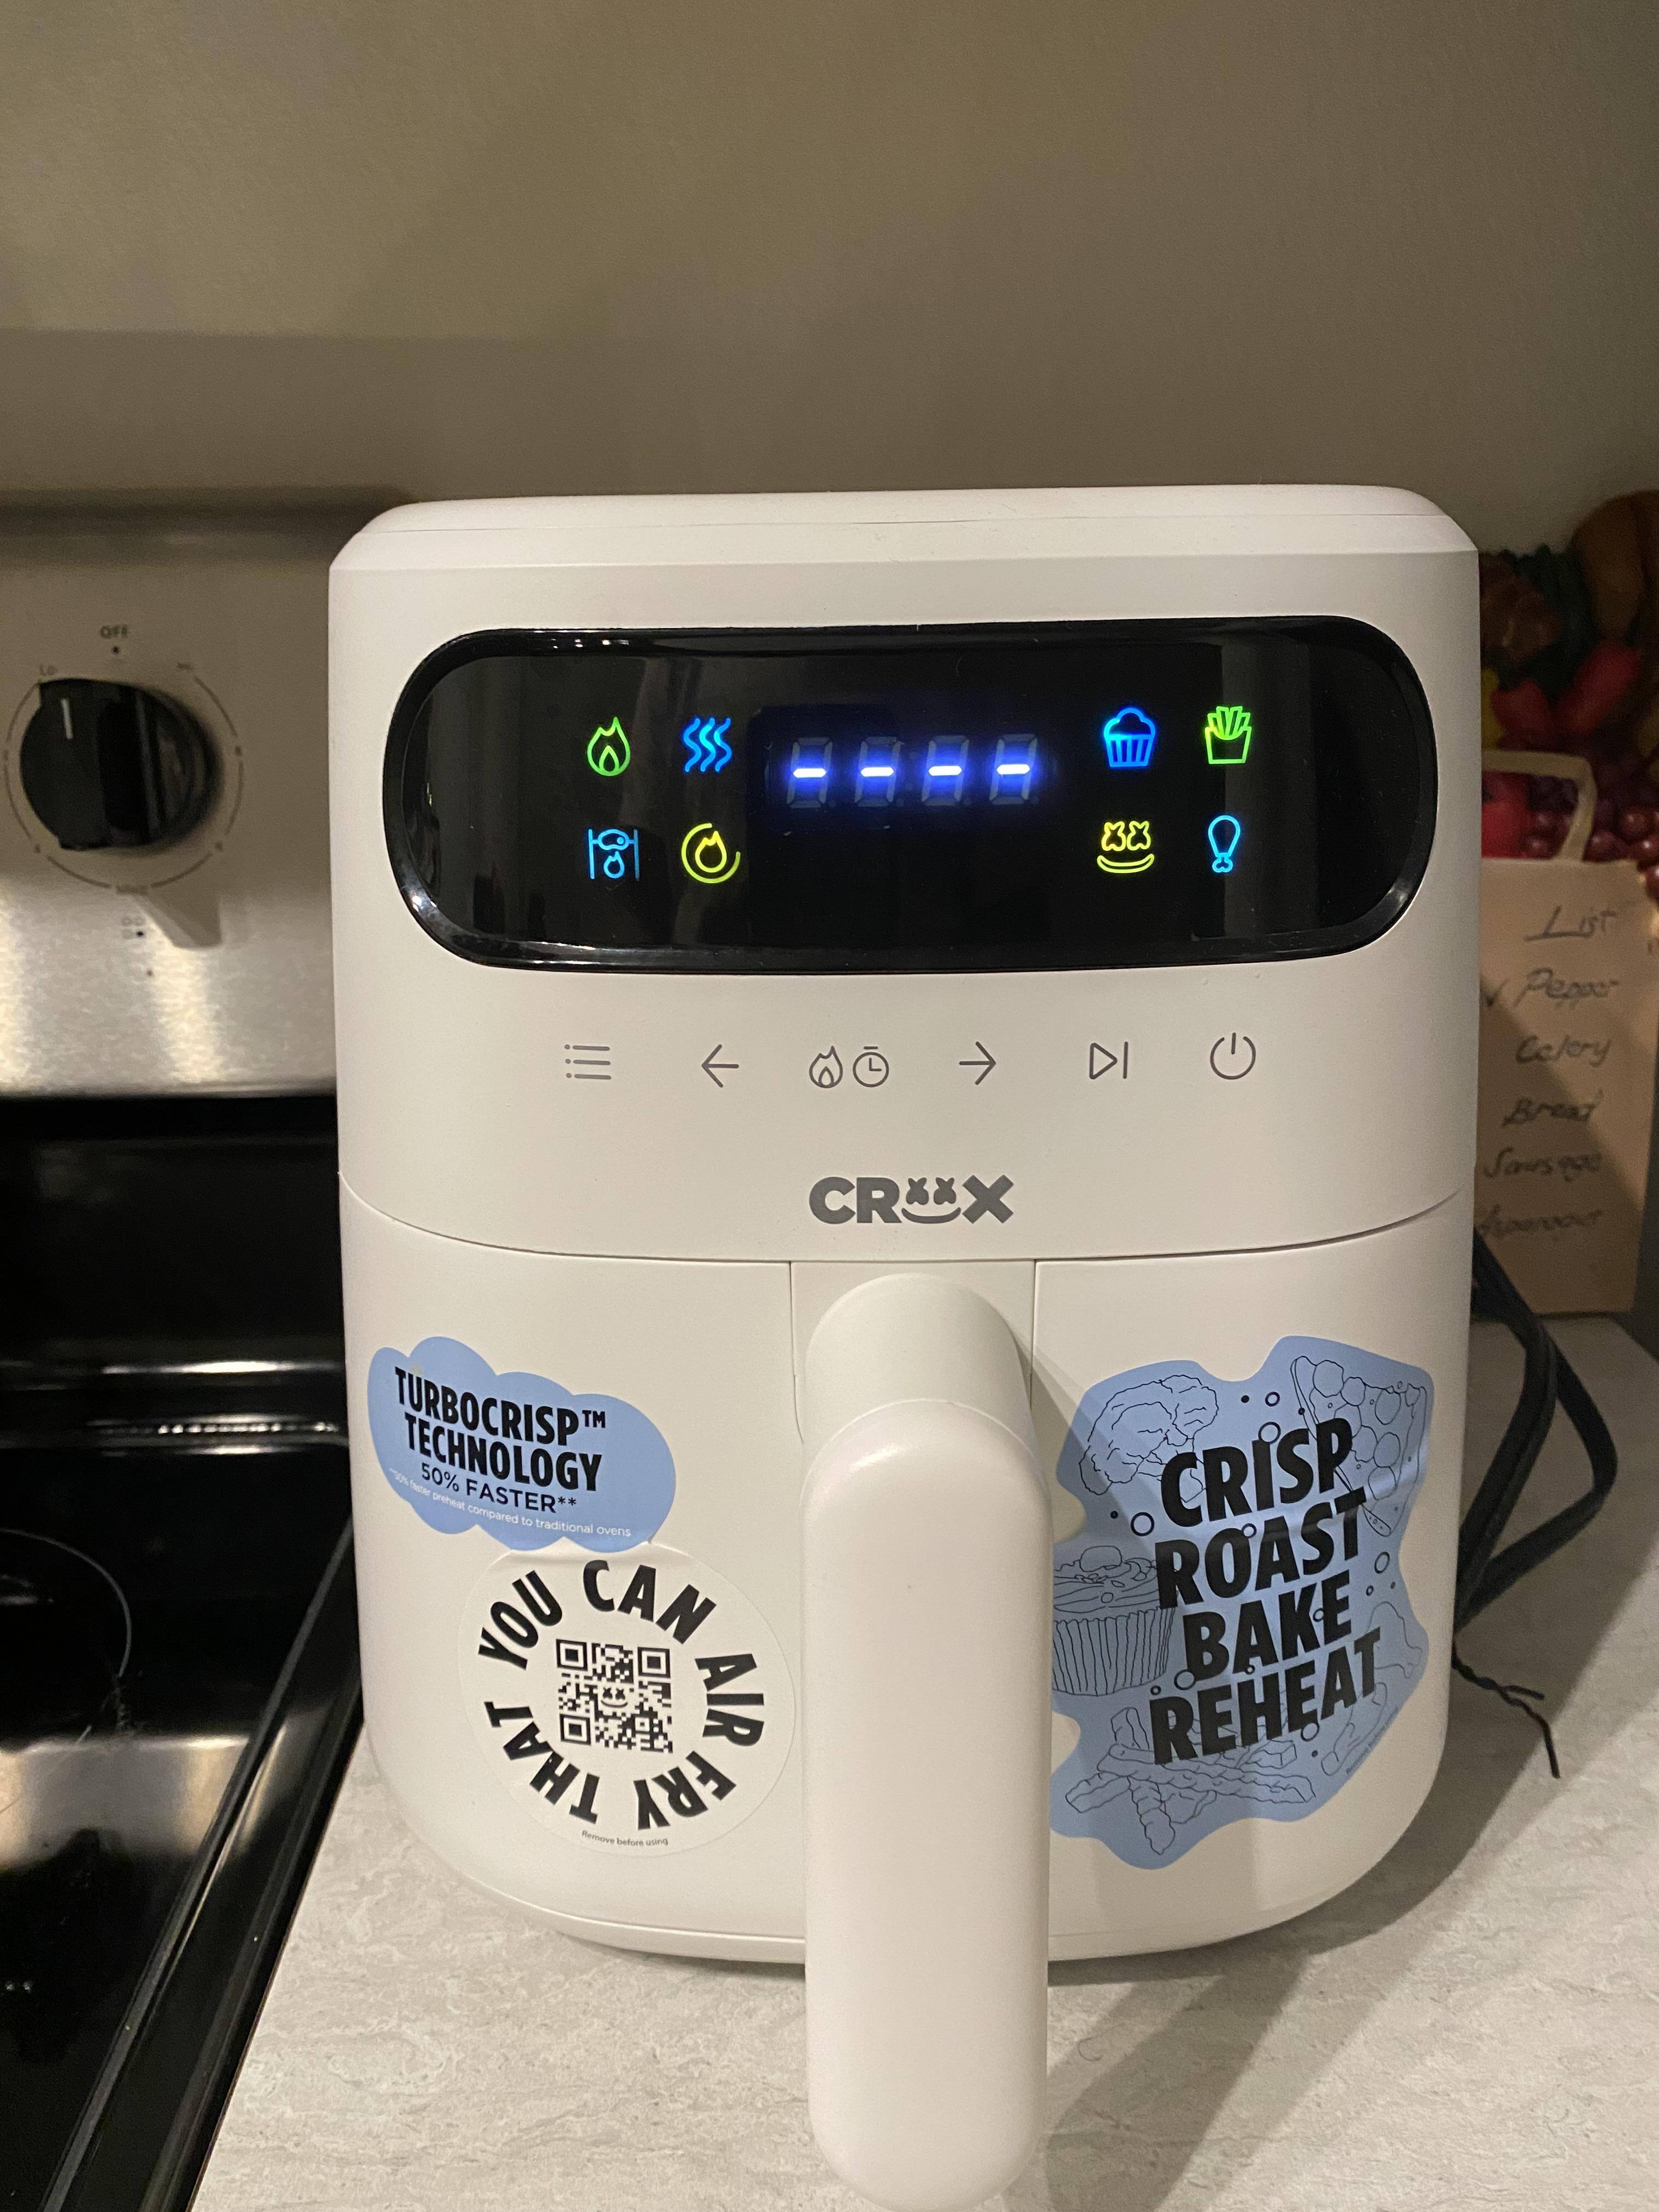 OFF
Lo
CRUX
TURBOCRISP™
TECHNOLOGY
50% FASTER**
**50% faster preheat compared to traditional ovens
YOU CAN AIR FRY THAT
Remove before using
CRISP
ROAST
BAKE
REHEAT
List
Pepper
Celery
Bread
Sausage